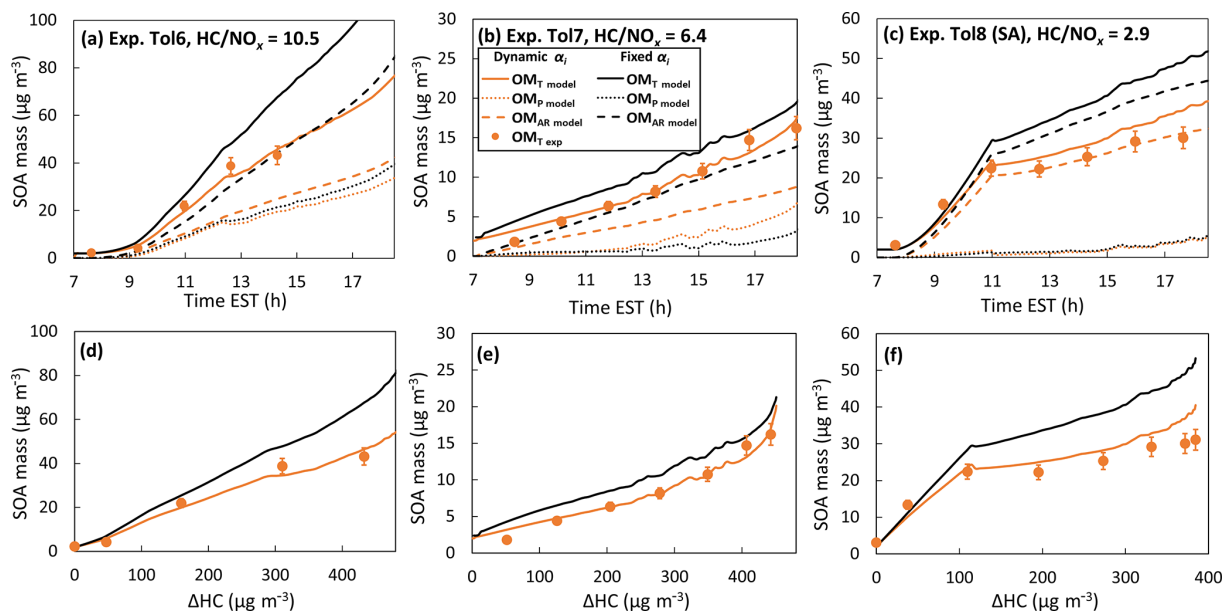 (a) Exp. Tol6, HC/NOₓ = 10.5
SOA mass (µg m⁻³)
100
80
60
40
20
0
7 9 11 13 15 17
Time EST (h)
(b) Exp. Tol7, HC/NOₓ = 6.4
Dynamic αᵢ Fixed αᵢ
OM_T model OM_T model
OM_P model OM_P model
OM_AR model OM_AR model
OM_T exp
SOA mass (µg m⁻³)
30
25
20
15
10
5
0
7 9 11 13 15 17
Time EST (h)
(c) Exp. Tol8 (SA), HC/NOₓ = 2.9
SOA mass (µg m⁻³)
60
50
40
30
20
10
0
7 9 11 13 15 17
Time EST (h)
(d)
SOA mass (µg m⁻³)
100
80
60
40
20
0
0 100 200 300 400
ΔHC (µg m⁻³)
(e)
SOA mass (µg m⁻³)
30
25
20
15
10
5
0
0 100 200 300 400
ΔHC (µg m⁻³)
(f)
SOA mass (µg m⁻³)
60
50
40
30
20
10
0
0 100 200 300 400
ΔHC (µg m⁻³)